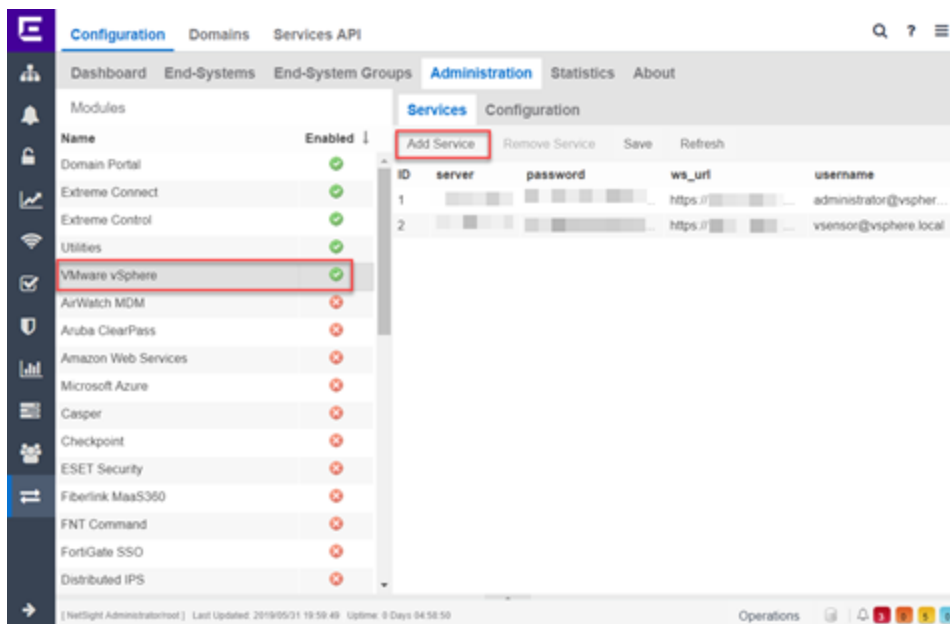 Configuration Domains Services API
Dashboard End-Systems End-System Groups Administration Statistics About
Modules
Services Configuration
Name Enabled
Add Service Remove Service Save Refresh
ID server password ws_url username
1 https:// ... administrator@vspher...
2 ... https:// ... vsensor@vsphere.local
Domain Portal
Extreme Connect
Extreme Control
Utilities
VMware vSphere
AirWatch MDM
Aruba ClearPass
Amazon Web Services
Microsoft Azure
Casper
Checkpoint
ESET Security
Fiberlink MaaS360
FNT Command
FortiGate SSO
Distributed IPS
[ NetSight Administrator/root ] Last Updated: 2019/05/31 19:59:49 Uptime: 0 Days 04:58:50
Operations 3 0 5